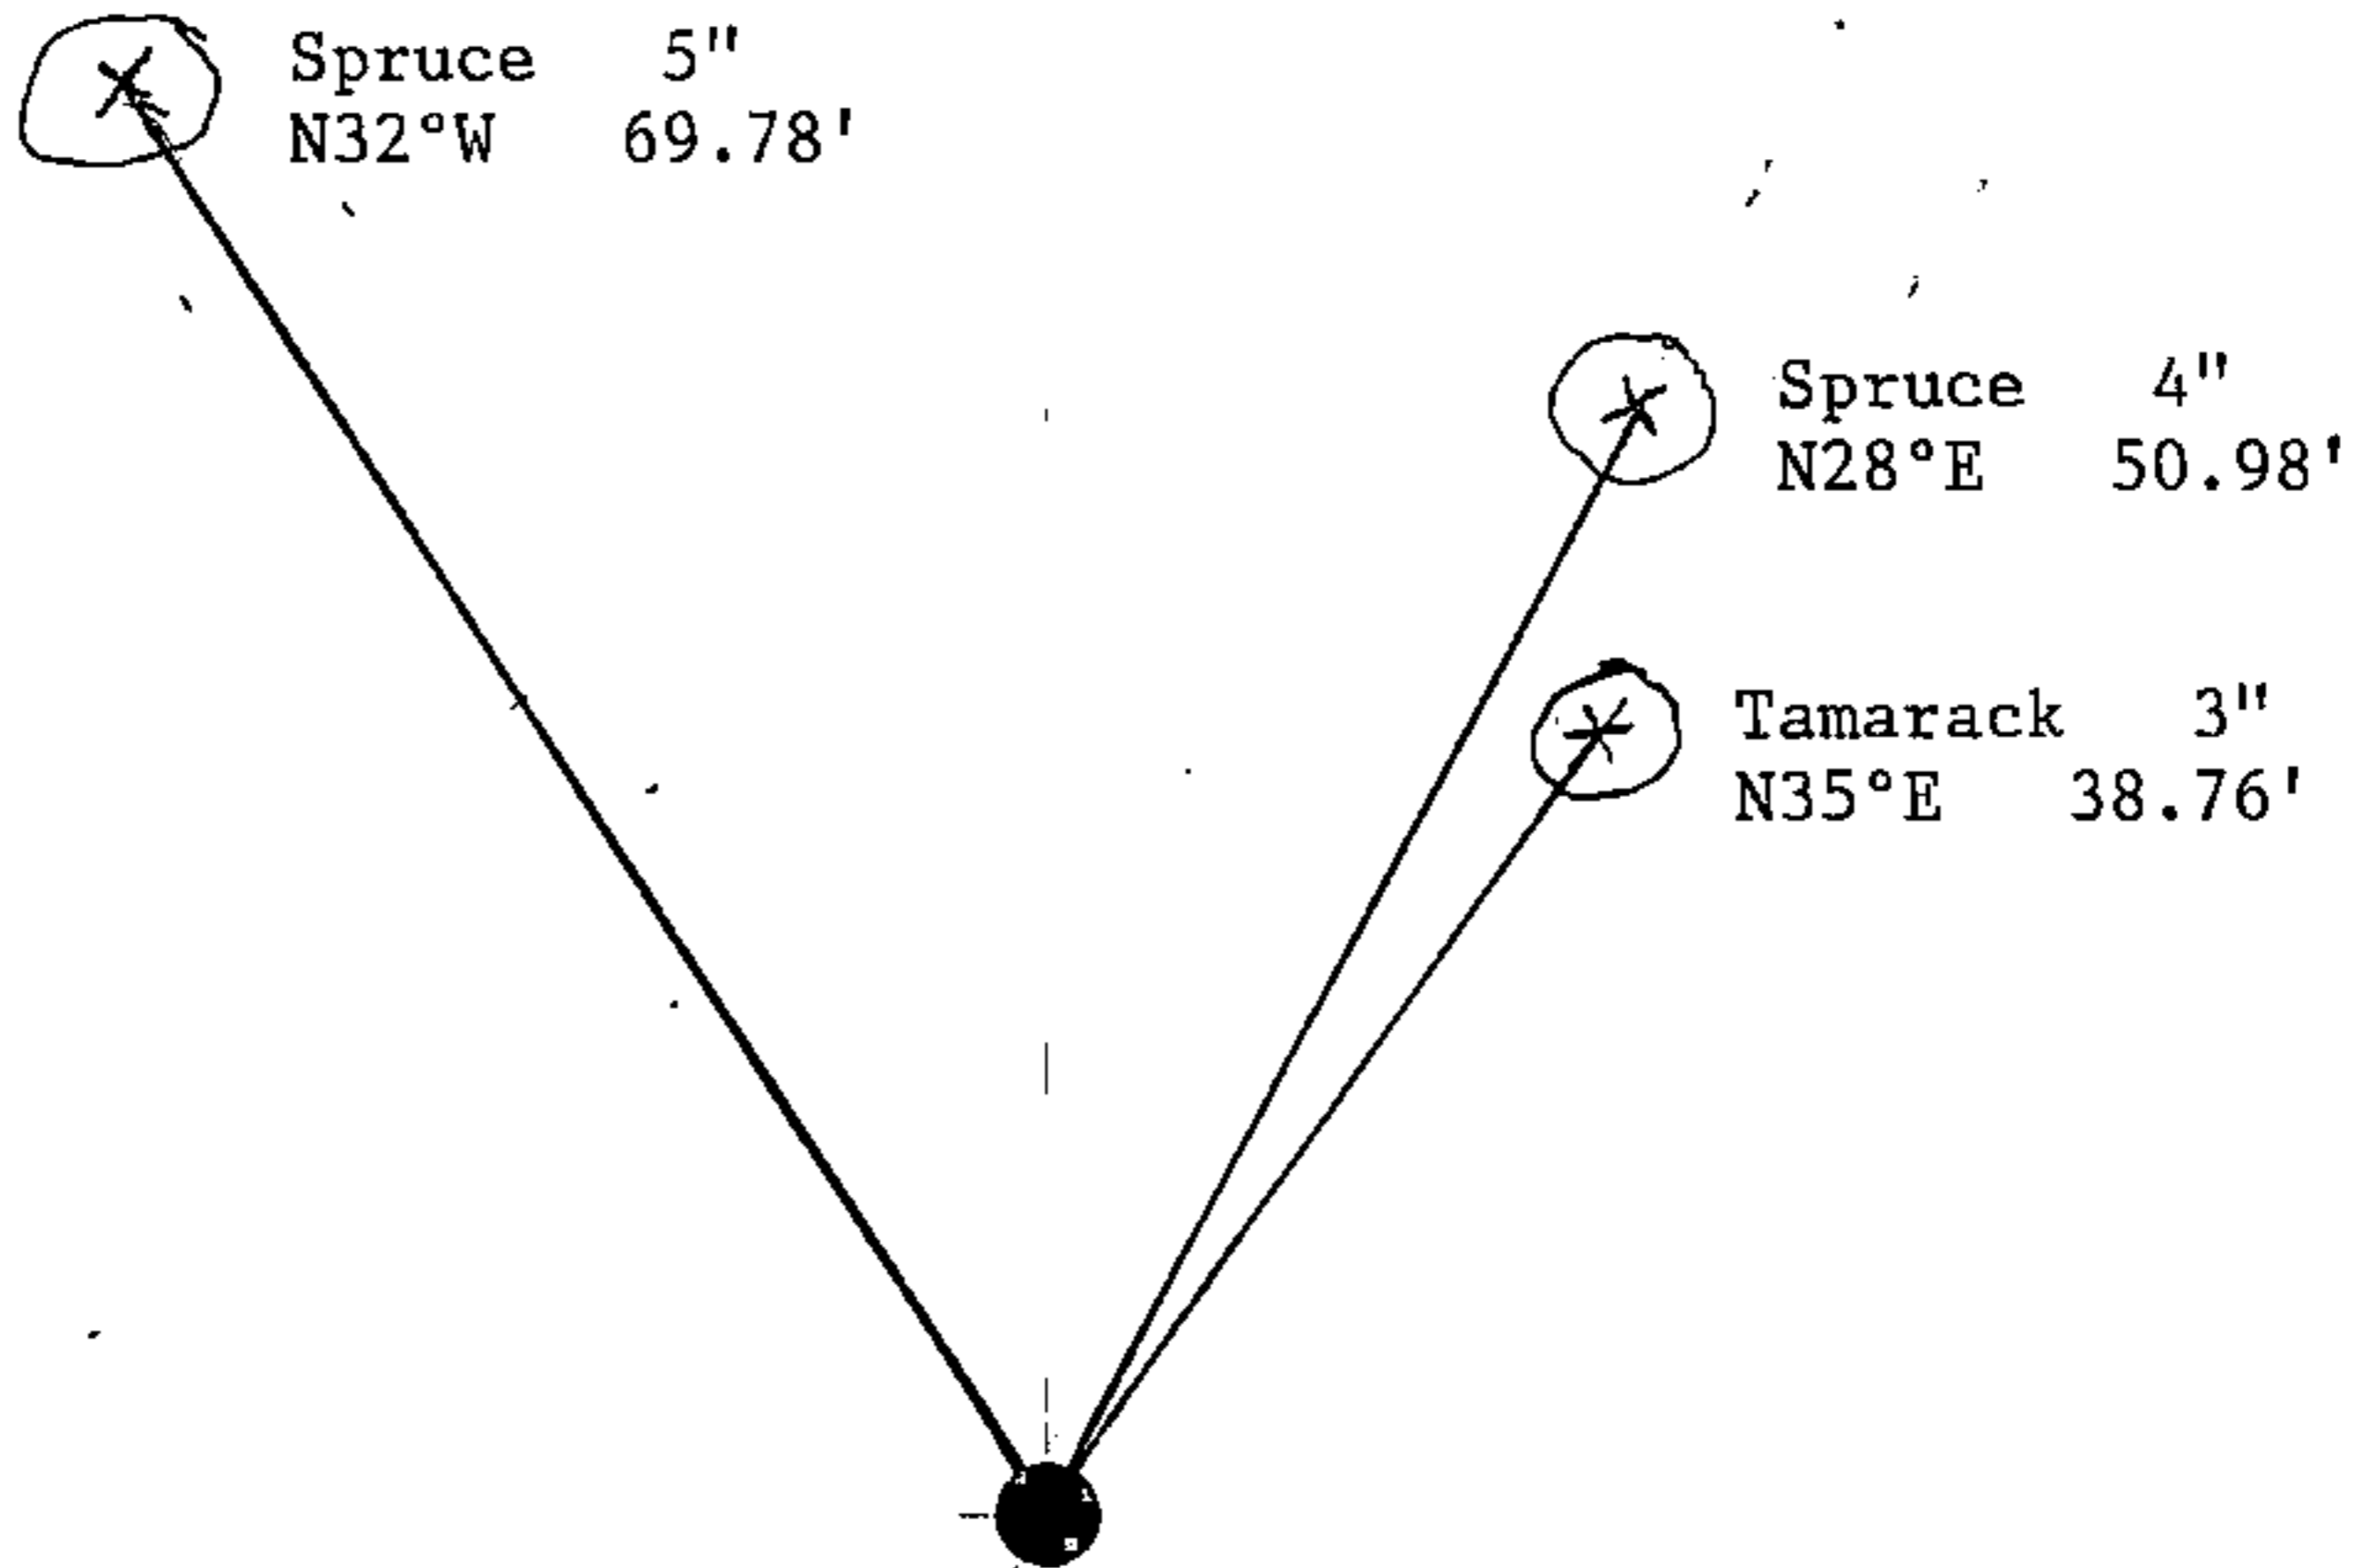 Spruce 5"
N32°W 69.78'
Spruce 4"
N28°E 50.98'
Tamarack 3"
N35°E 38.76'